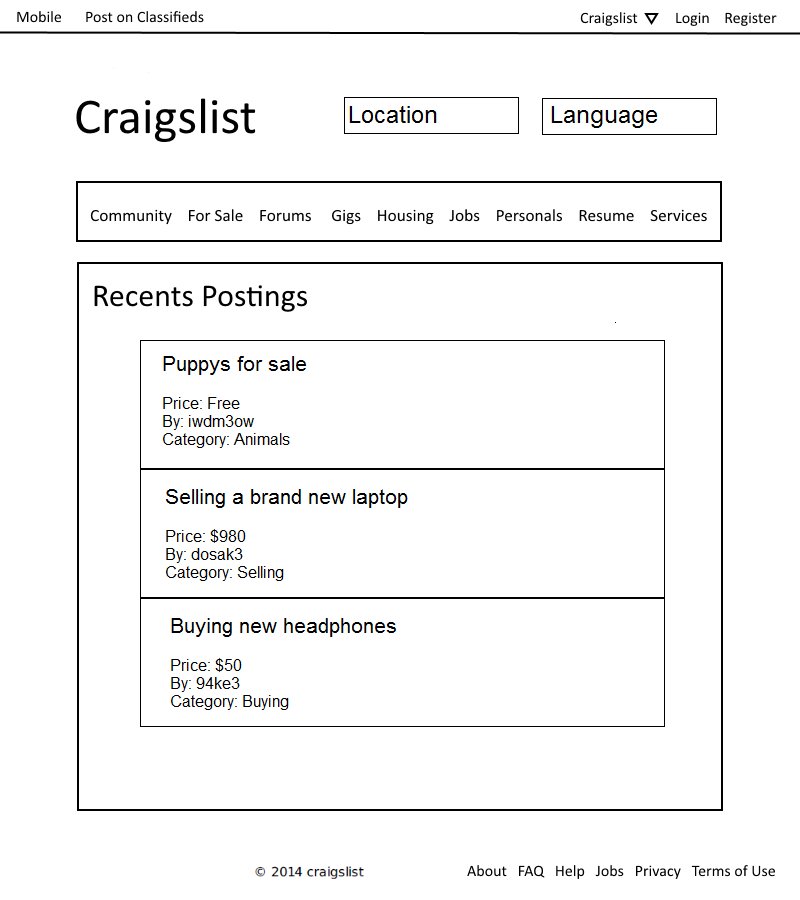 Mobile Post on Classifieds Craigslist Login Register
Craigslist Location Language
Community For Sale Forums Gigs Housing Jobs Personals Resume Services
Recents Postings
Puppys for sale
Price: Free
By: iwdm3ow
Category: Animals
Selling a brand new laptop
Price: $980
By: dosak3
Category: Selling
Buying new headphones
Price: $50
By: 94ke3
Category: Buying
© 2014 craigslist About FAQ Help Jobs Privacy Terms of Use